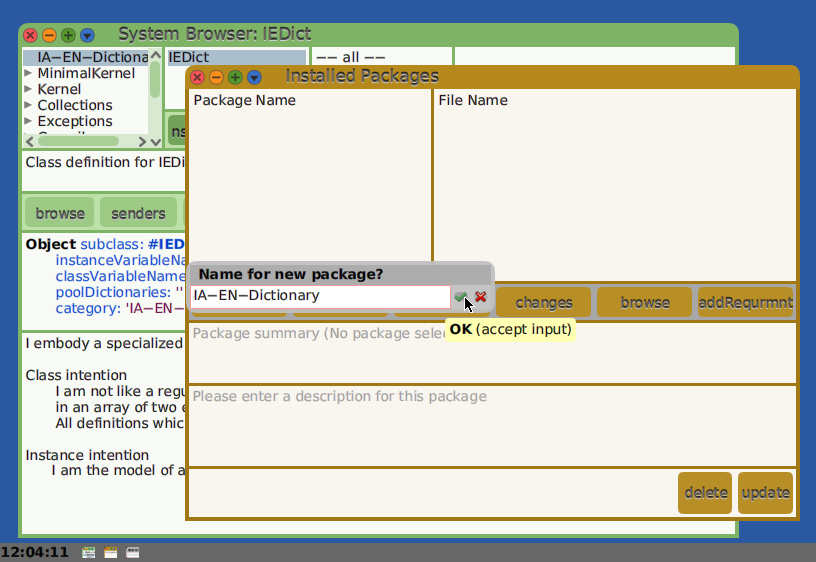 System Browser: IEDict
IA−EN−Dictiona
MinimalKernel
Kernel
Collections
Exceptions
IEDict
−− all −−
Installed Packages
Package Name
File Name
Class definition for IEDi
browse
senders
Object subclass: #IED
instanceVariableNa
classVariableName
poolDictionaries: ''
category: 'IA−EN−
Name for new package?
IA−EN−Dictionary
OK (accept input)
changes
browse
addRequrmnt
Package summary (No package sele
Please enter a description for this package
I embody a specialized
Class intention
I am not like a regu
in an array of two e
All definitions whic
Instance intention
I am the model of a
delete
update
12:04:11